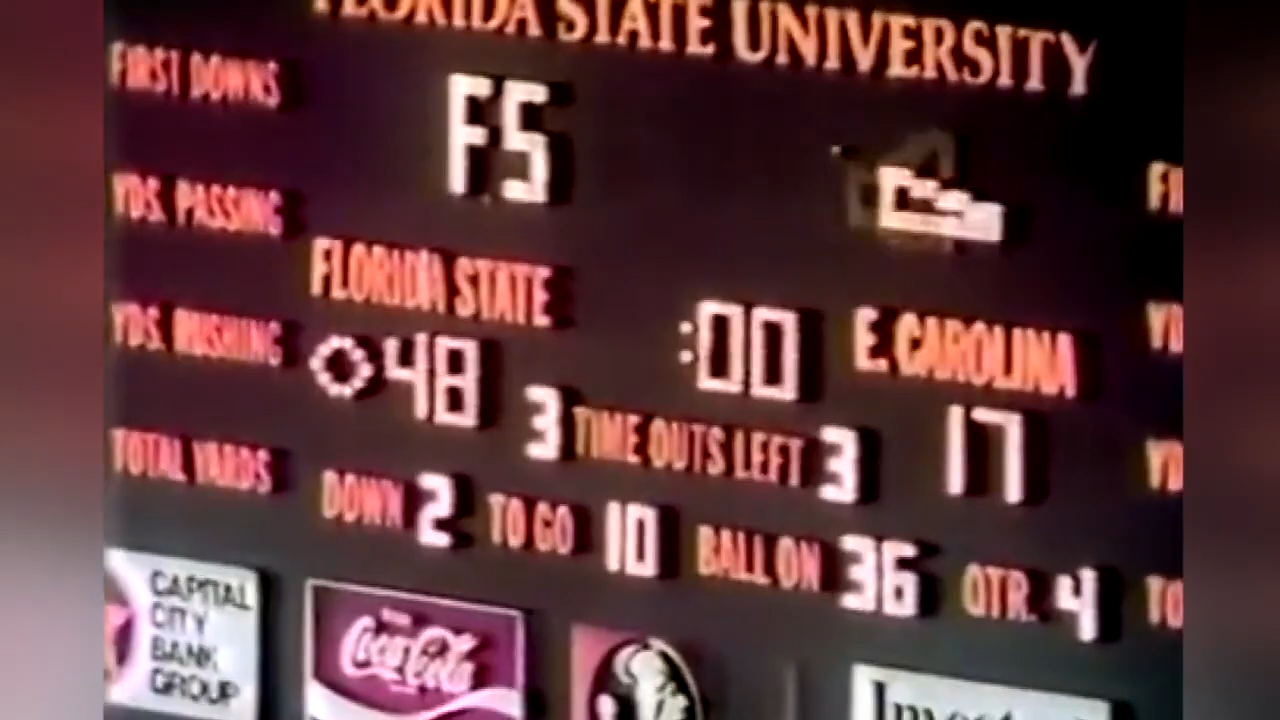 FLORIDA STATE UNIVERSITY
FIRST DOWNS
FS
YDS. PASSING
FLORIDA STATE
:00
E. CAROLINA
YDS. RUSHING
48
17
3 TIME OUTS LEFT 3
TOTAL YARDS
DOWN 2 TO GO 10 BALL ON 36 QTR. 4
CAPITAL
CITY
BANK
GROUP
Coca-Cola